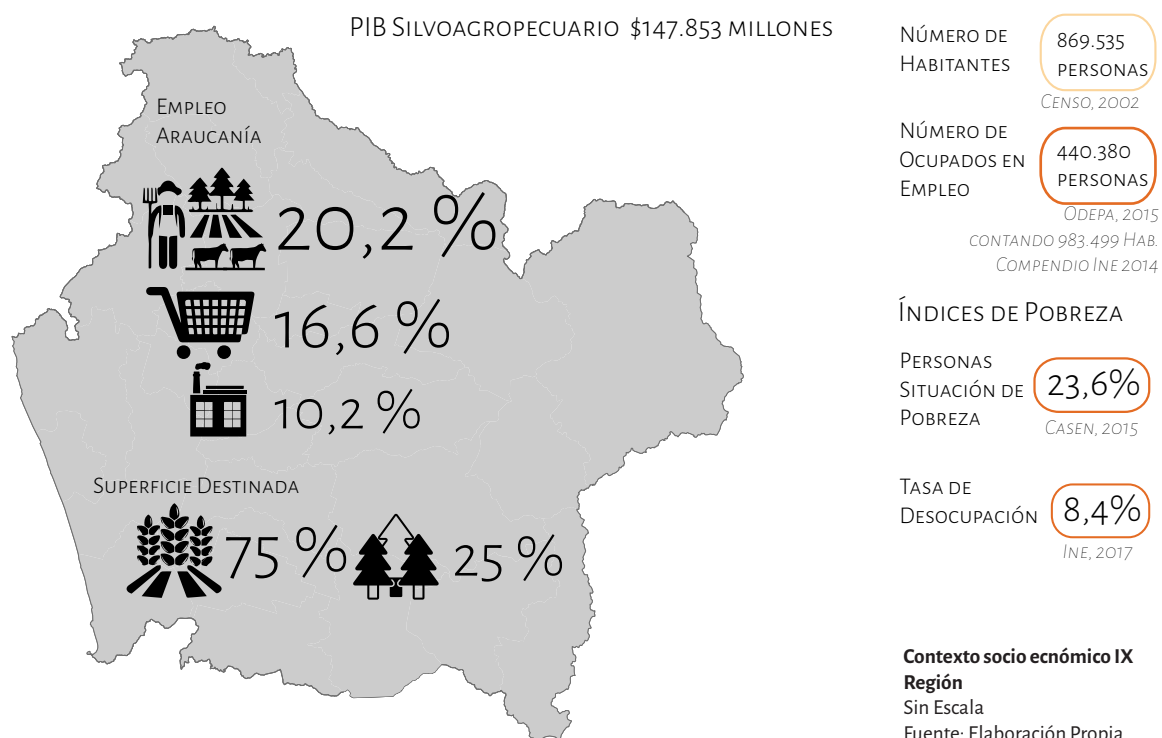 PIB Silvoagropecuario $147.853 millones
Empleo
Araucanía
20,2 %
16,6 %
10,2 %
Superficie Destinada
75 %
25 %
Número de
Habitantes
869.535
personas
Censo, 2002
Número de
Ocupados en
Empleo
440.380
personas
Odepa, 2015
contando 983.499 Hab.
Compendio Ine 2014
Índices de Pobreza
Personas
Situación de
Pobreza
23,6%
Casen, 2015
Tasa de
Desocupación
8,4%
Ine, 2017
Contexto socio ecnómico IX
Región
Sin Escala
Fuente: Elaboración Propia